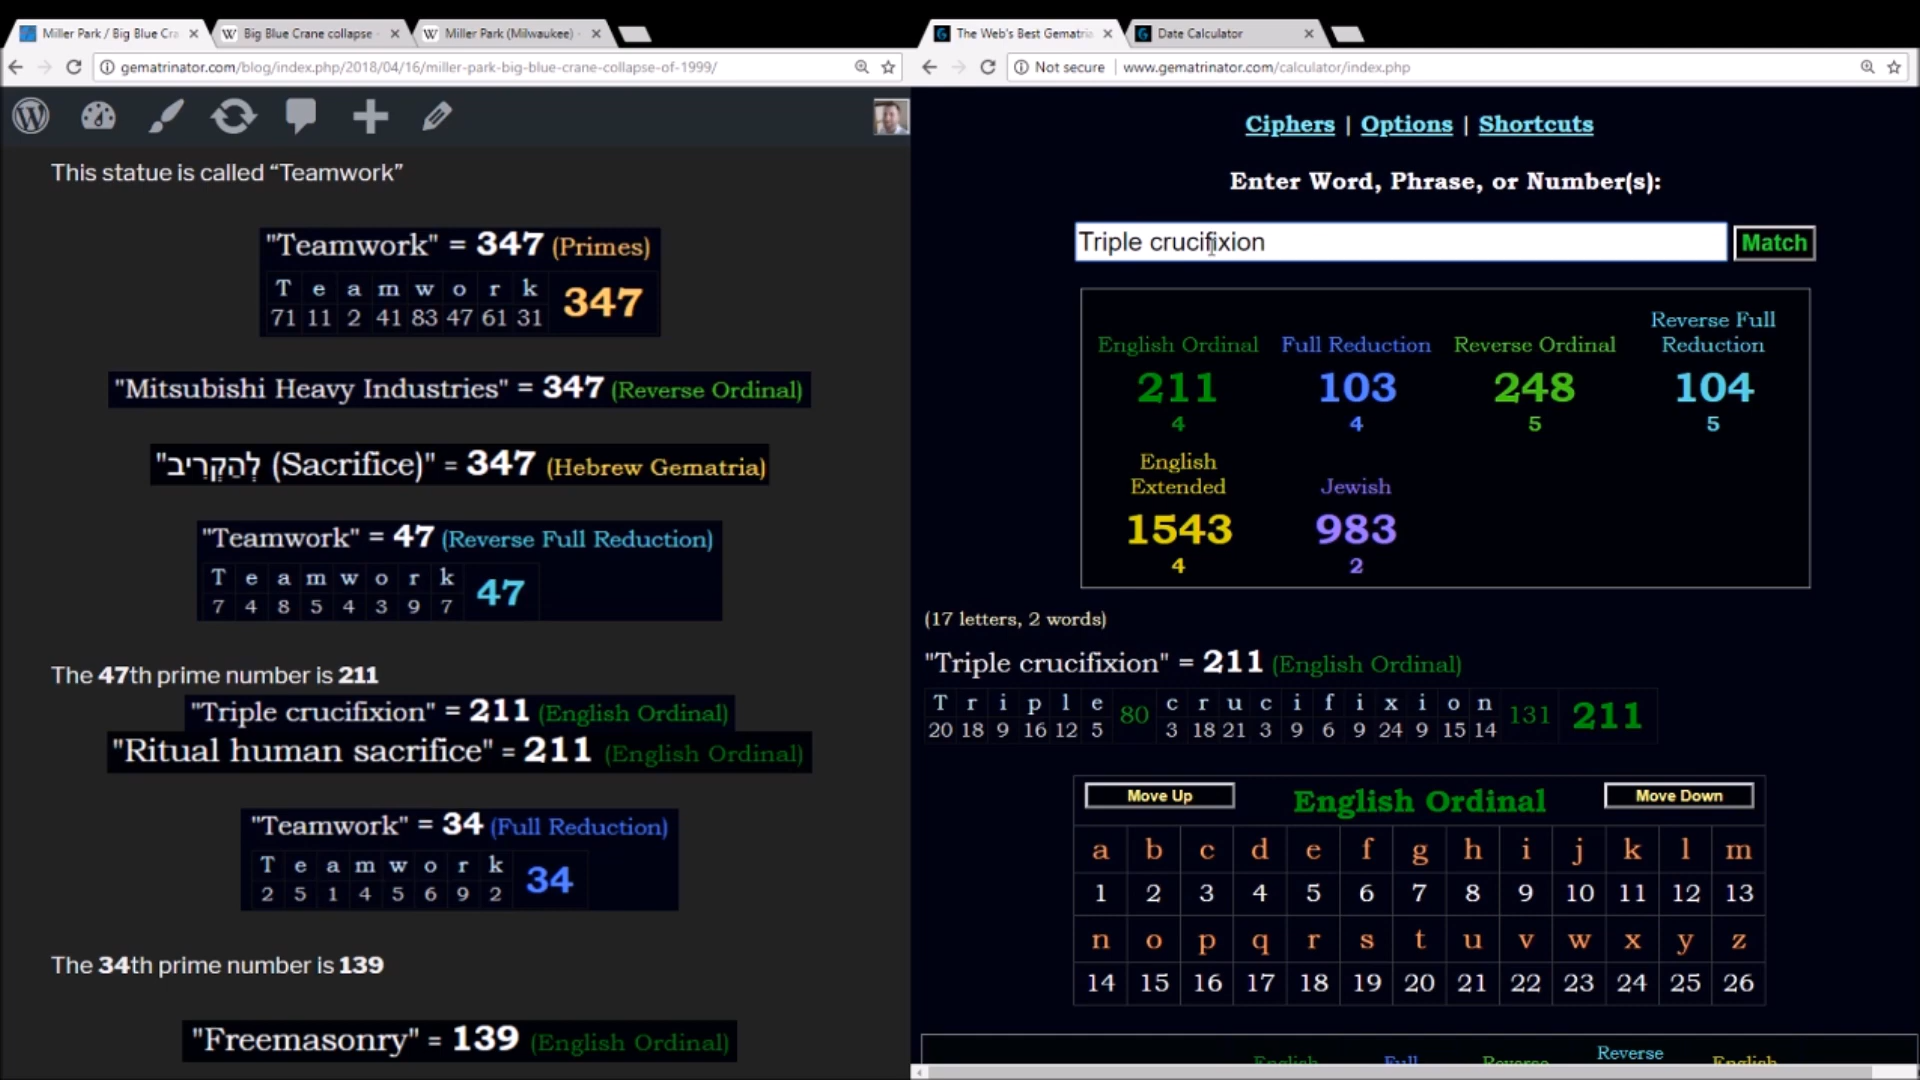 Miller Park / Big Blue Cra
Big Blue Crane collapse -
Miller Park (Milwaukee) -
gematrinator.com/blog/index.php/2018/04/16/miller-park-big-blue-crane-collapse-of-1999/
This statue is called “Teamwork”
"Teamwork" = 347 (Primes)
T e a m w o r k
71 11 2 41 83 47 61 31 347
"Mitsubishi Heavy Industries" = 347 (Reverse Ordinal)
"לְהַקְרִיב (Sacrifice)" = 347 (Hebrew Gematria)
"Teamwork" = 47 (Reverse Full Reduction)
T e a m w o r k
7 4 8 5 4 3 9 7 47
The 47th prime number is 211
"Triple crucifixion" = 211 (English Ordinal)
"Ritual human sacrifice" = 211 (English Ordinal)
"Teamwork" = 34 (Full Reduction)
T e a m w o r k
2 5 1 4 5 6 9 2 34
The 34th prime number is 139
"Freemasonry" = 139 (English Ordinal)
The Web's Best Gematria
Date Calculator
Not secure | www.gematrinator.com/calculator/index.php
Ciphers | Options | Shortcuts
Enter Word, Phrase, or Number(s):
Triple crucifixion Match
English Ordinal Full Reduction Reverse Ordinal Reverse Full Reduction
211 103 248 104
4 4 5 5
English Extended Jewish
1543 983
4 2
(17 letters, 2 words)
"Triple crucifixion" = 211 (English Ordinal)
T r i p l e 80 c r u c i f i x i o n 131 211
20 18 9 16 12 5 3 18 21 3 9 6 9 24 9 15 14
Move Up English Ordinal Move Down
a b c d e f g h i j k l m
1 2 3 4 5 6 7 8 9 10 11 12 13
n o p q r s t u v w x y z
14 15 16 17 18 19 20 21 22 23 24 25 26
English Full Reverse Reverse English